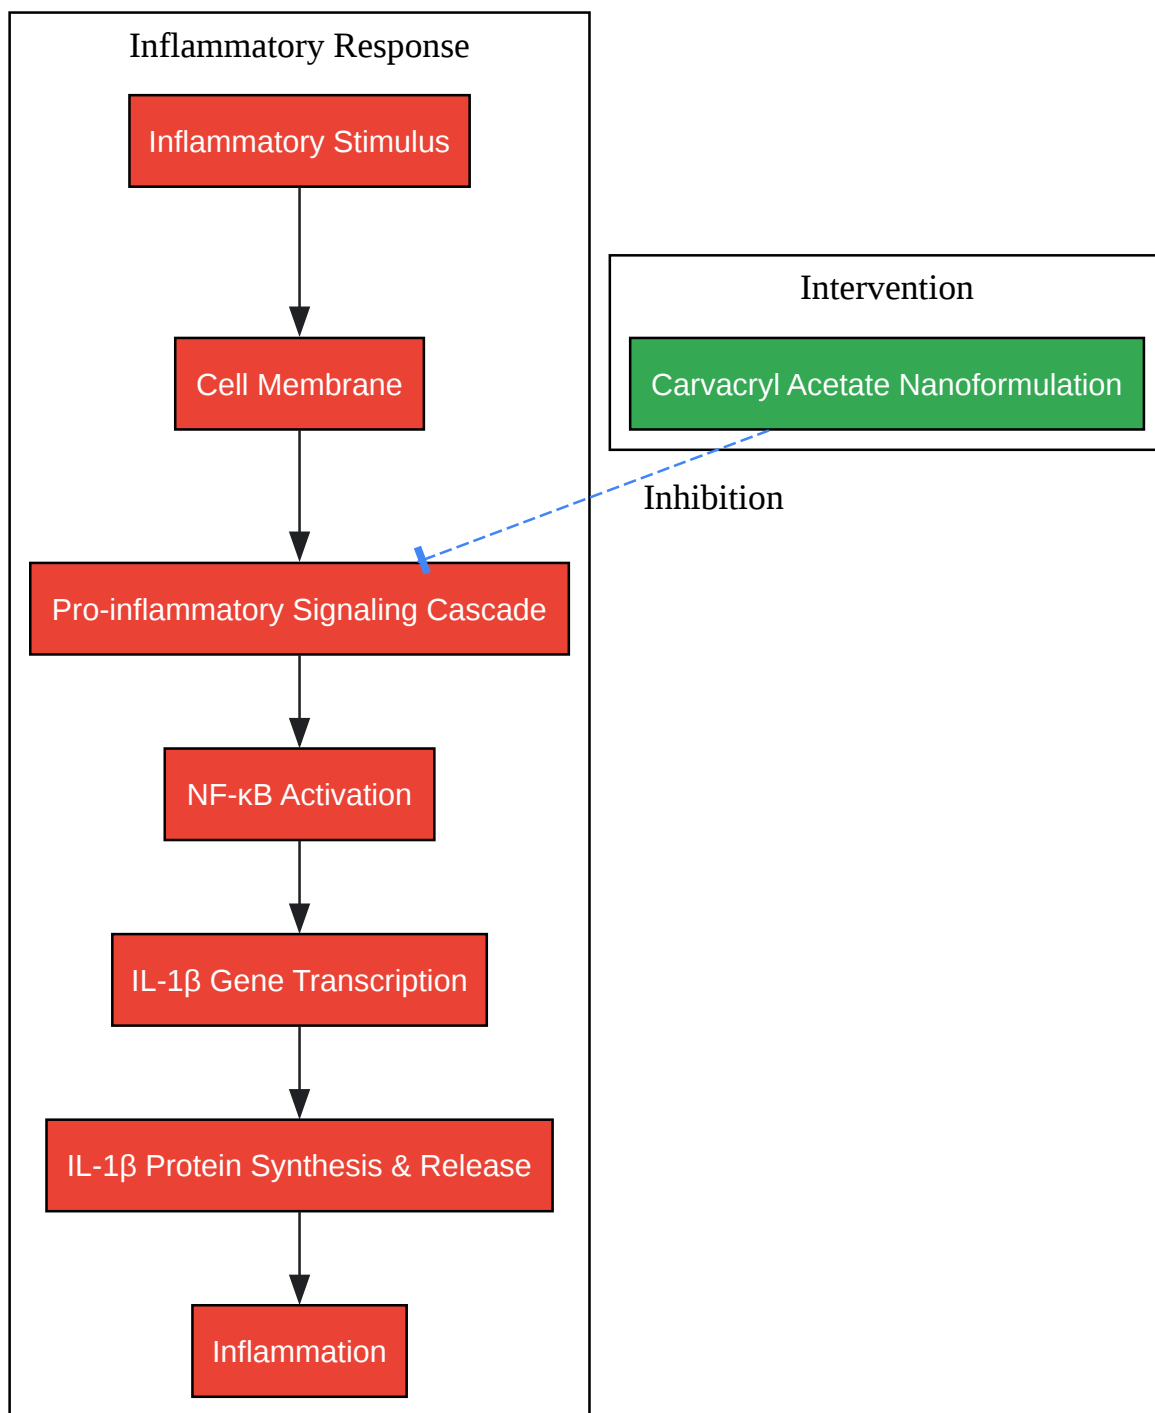 Inflammatory Response
Inflammatory Stimulus
Intervention
Cell Membrane
Carvacryl Acetate Nanoformulation
Inhibition
Pro-inflammatory Signaling Cascade
NF-κB Activation
IL-1β Gene Transcription
IL-1β Protein Synthesis & Release
Inflammation